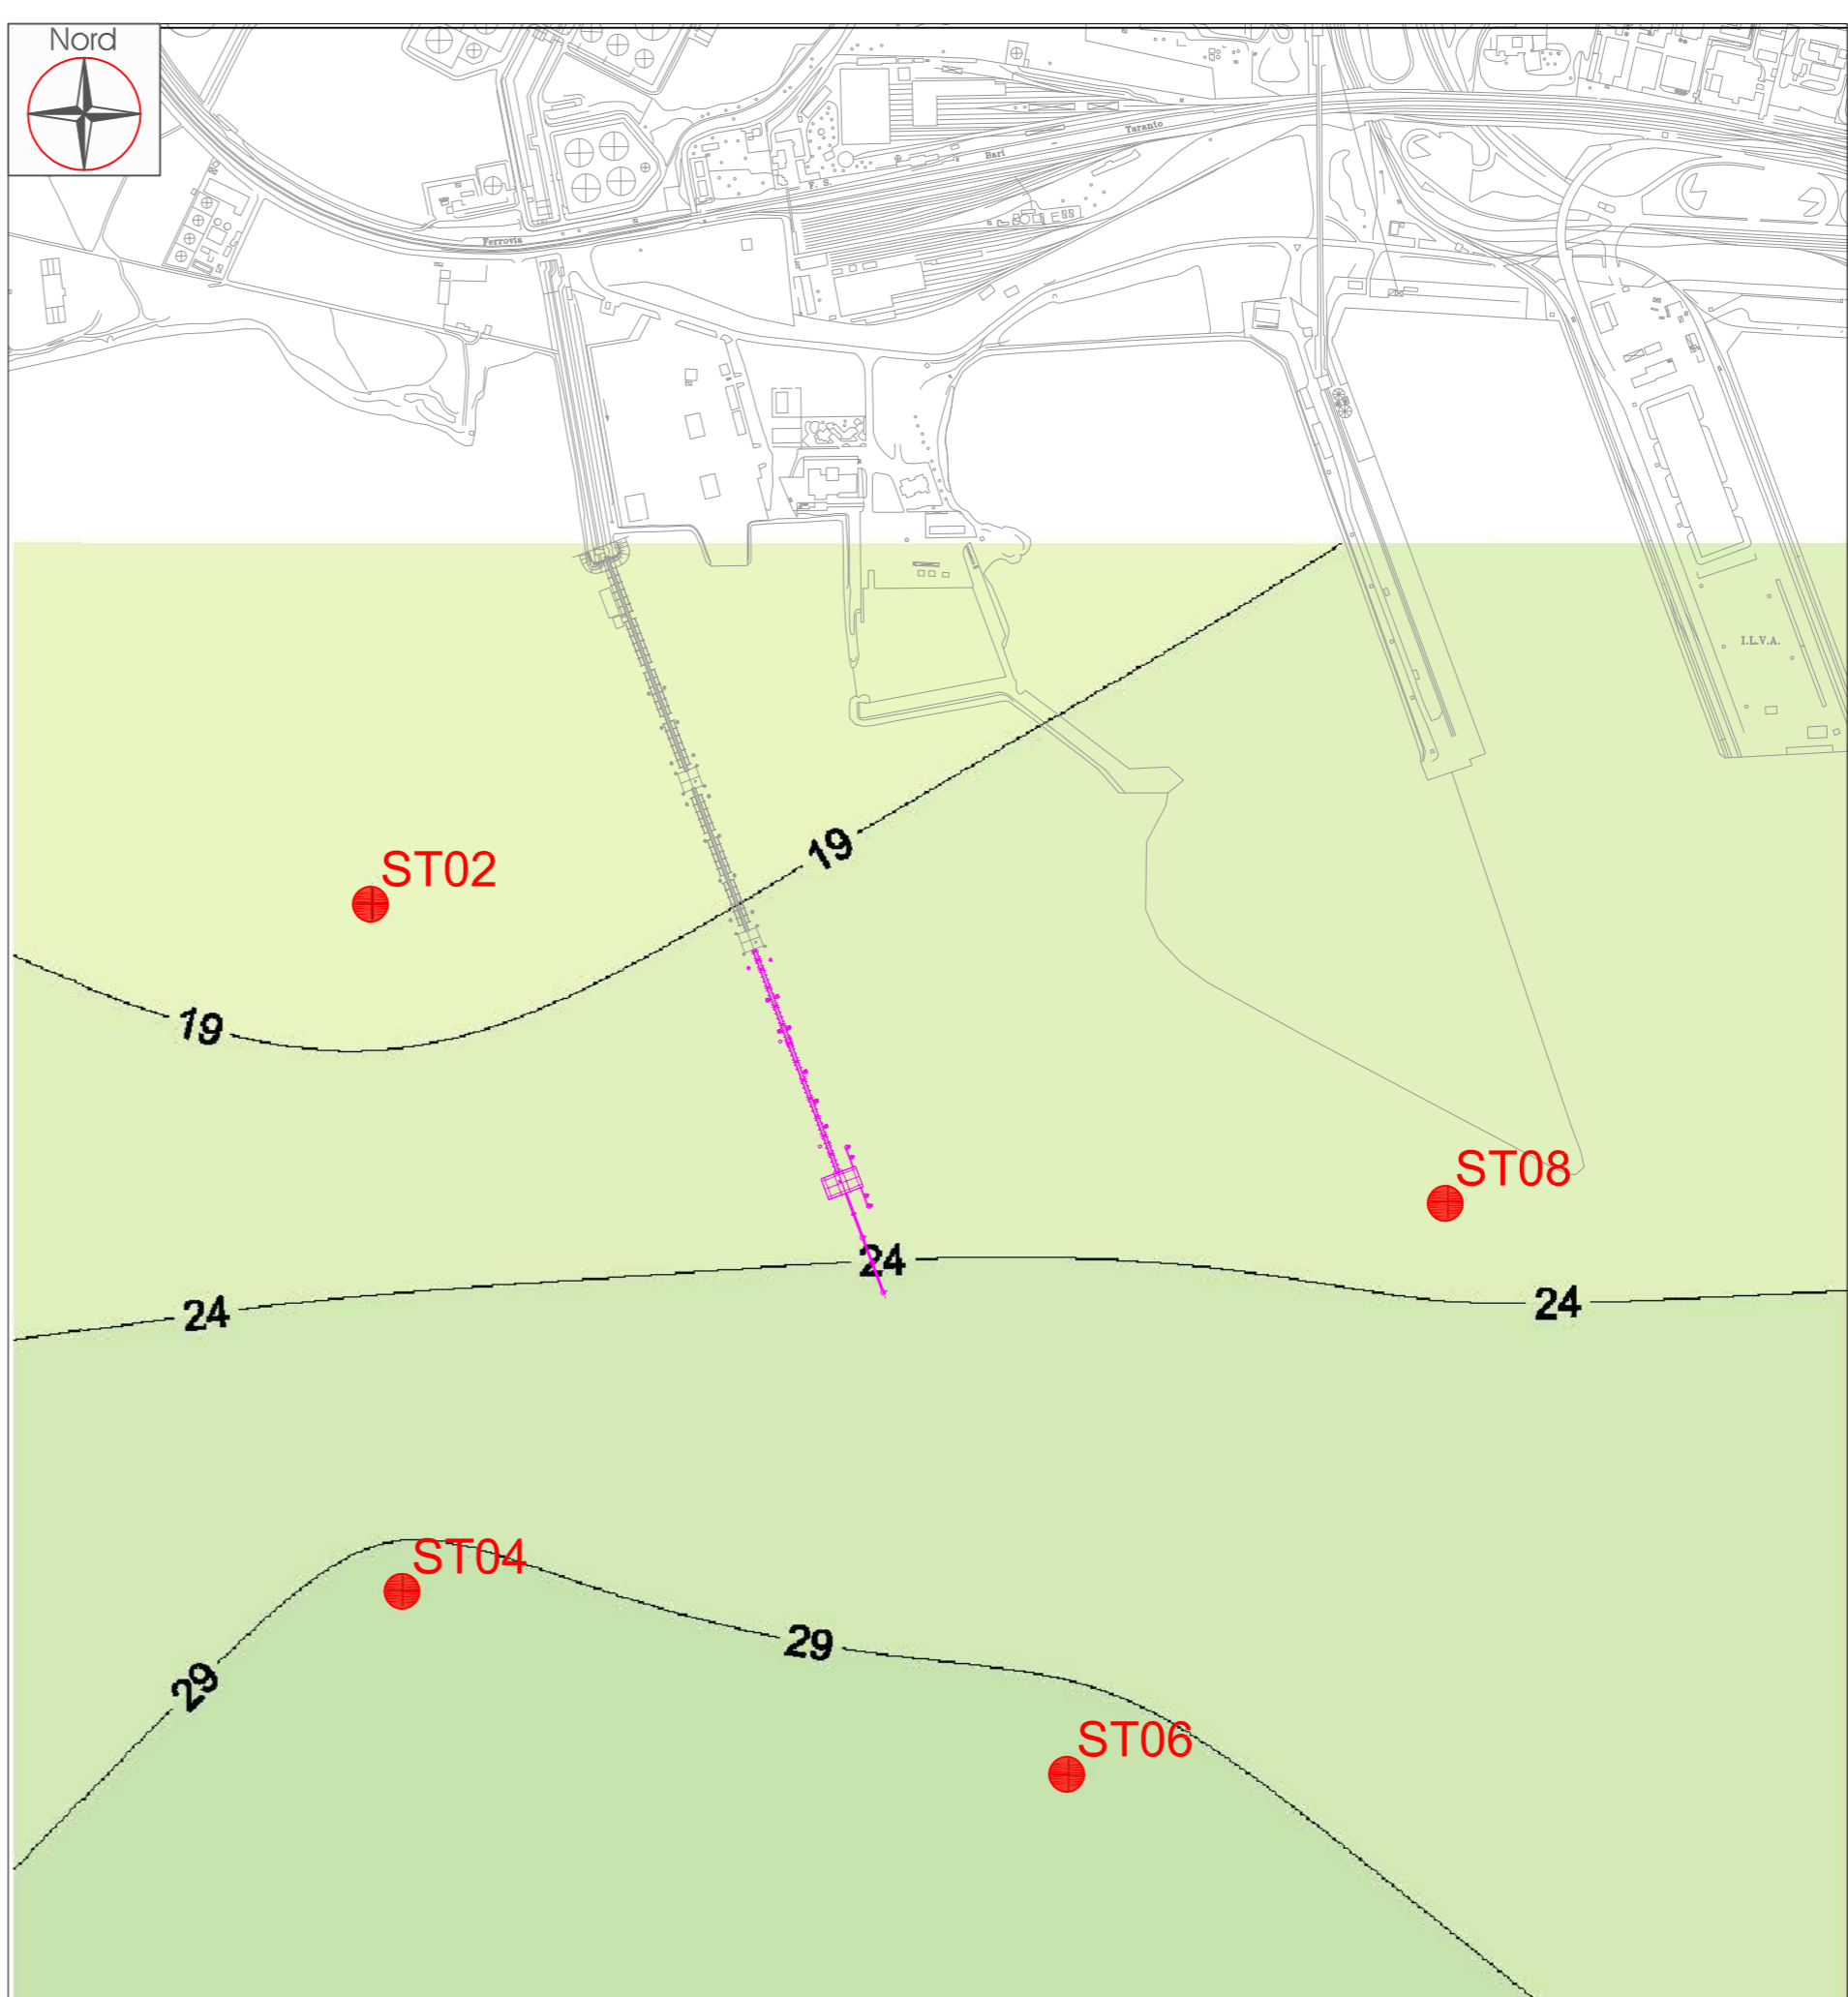 Nord
Taranto
Bari
F. S.
Ferrovia
I.L.V.A.
19
ST02
19
ST08
24
24
24
ST04
29
29
ST06